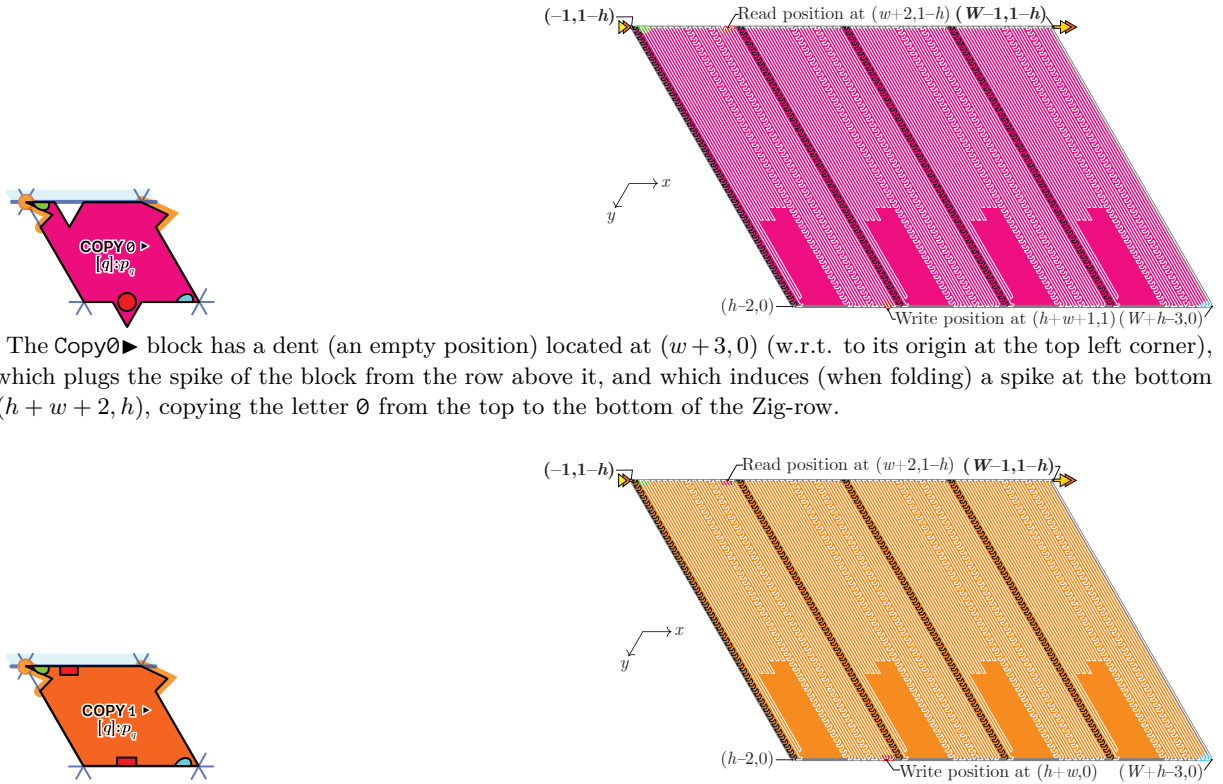 (−1,1−h)
Read position at (w+2,1−h) (W−1,1−h)
COPY0 ►
[q]:p_q
x
y
(h−2,0)
Write position at (h+w+1,1) (W+h−3,0)
The Copy0► block has a dent (an empty position) located at (w + 3, 0) (w.r.t. to its origin at the top left corner),
which plugs the spike of the block from the row above it, and which induces (when folding) a spike at the bottom
(h + w + 2, h), copying the letter 0 from the top to the bottom of the Zig-row.
(−1,1−h)
Read position at (w+2,1−h) (W−1,1−h)
COPY1 ►
[q]:p_q
x
y
(h−2,0)
Write position at (h+w,0) (W+h−3,0)